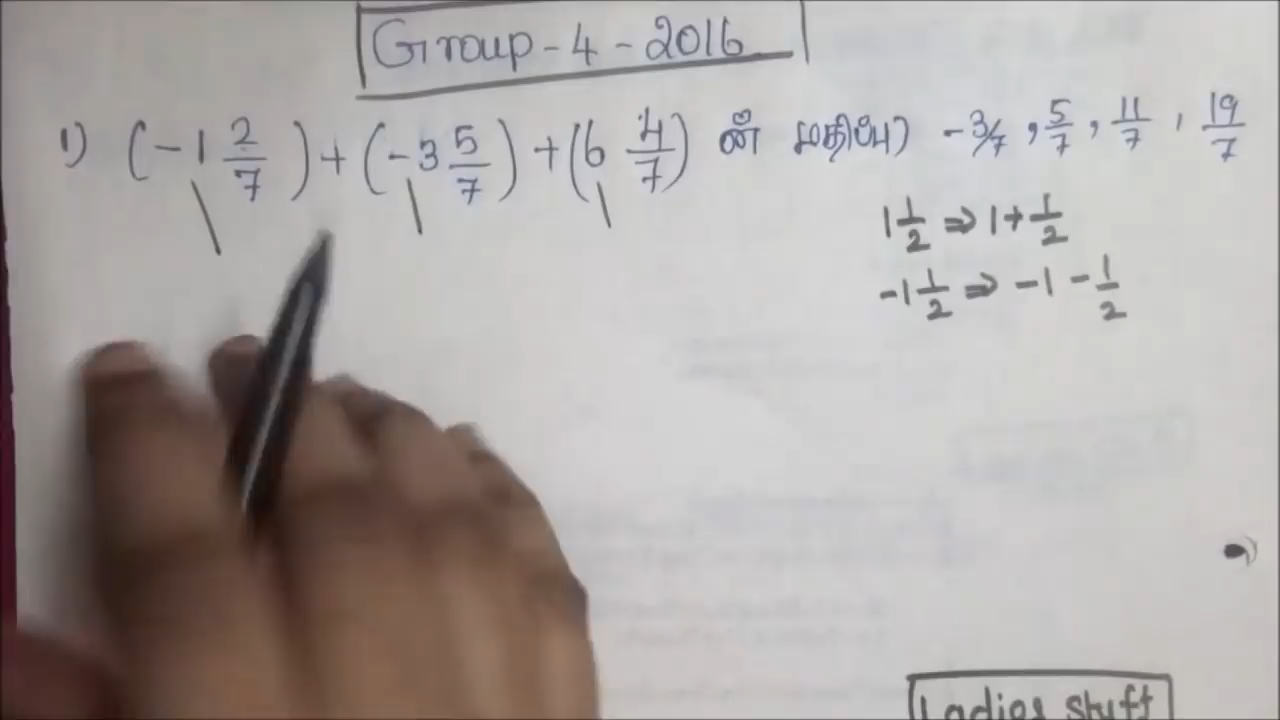 Group-4-2016
1) (-1 2/7) + (-3 5/7) + (6 4/7) ன் மதிப்பு) -3/7, 5/7, 11/7, 19/7
1 1/2 ⇒ 1+1/2
-1 1/2 ⇒ -1-1/2
Ladies stuff